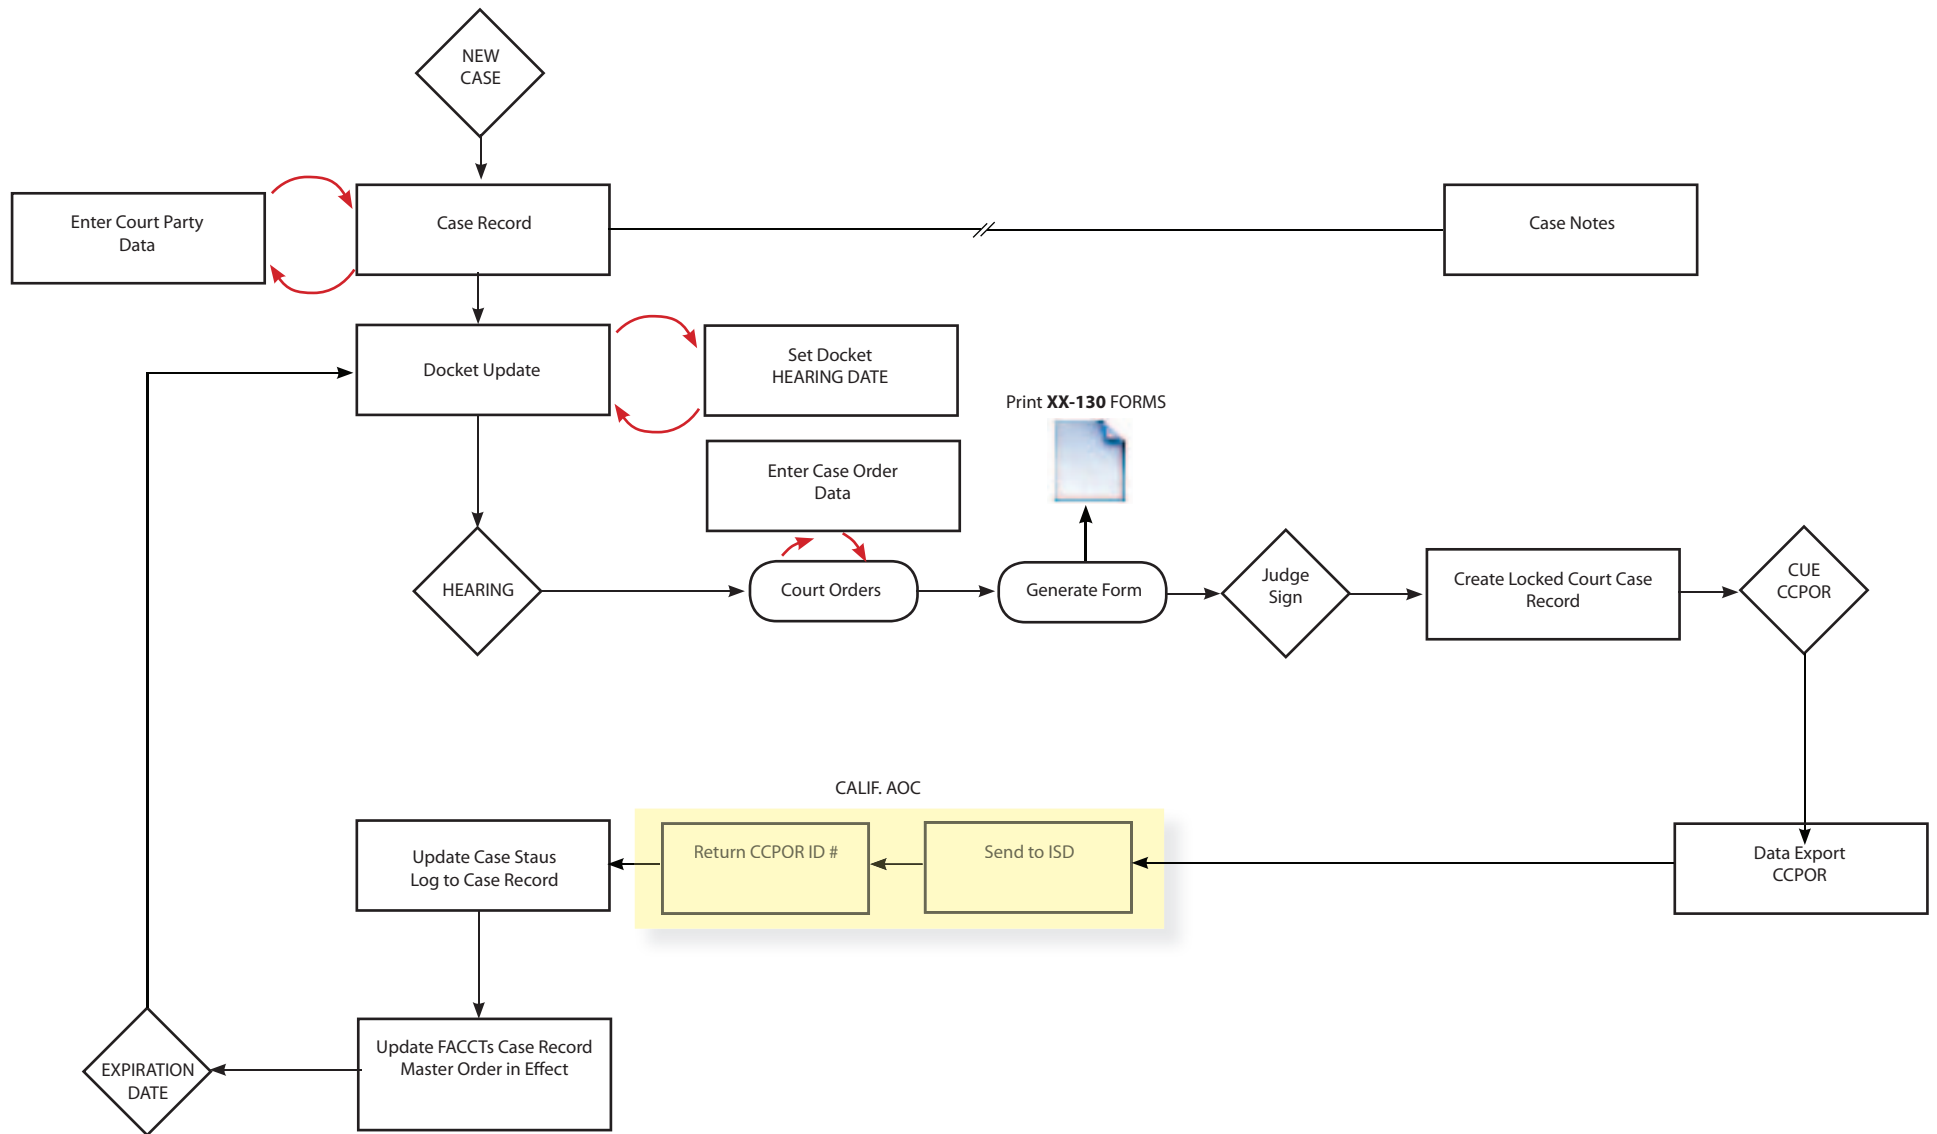 NEW
CASE
Enter Court Party
Data
Case Record
Case Notes
Docket Update
Set Docket
HEARING DATE
Print XX-130 FORMS
Enter Case Order
Data
HEARING
Court Orders
Generate Form
Judge
Sign
Create Locked Court Case
Record
CUE
CCPOR
CALIF. AOC
Update Case Staus
Log to Case Record
Return CCPOR ID #
Send to ISD
Data Export
CCPOR
EXPIRATION
DATE
Update FACCTs Case Record
Master Order in Effect